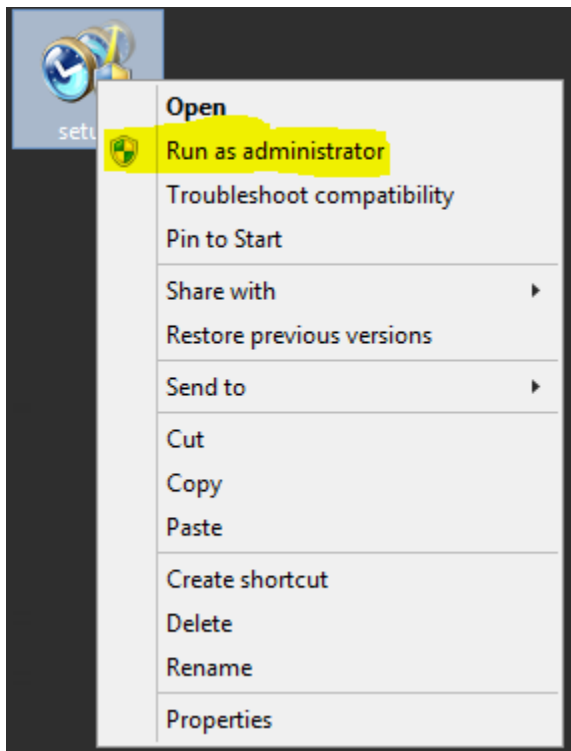 Open
Run as administrator
Troubleshoot compatibility
Pin to Start
Share with
Restore previous versions
Send to
Cut
Copy
Paste
Create shortcut
Delete
Rename
Properties